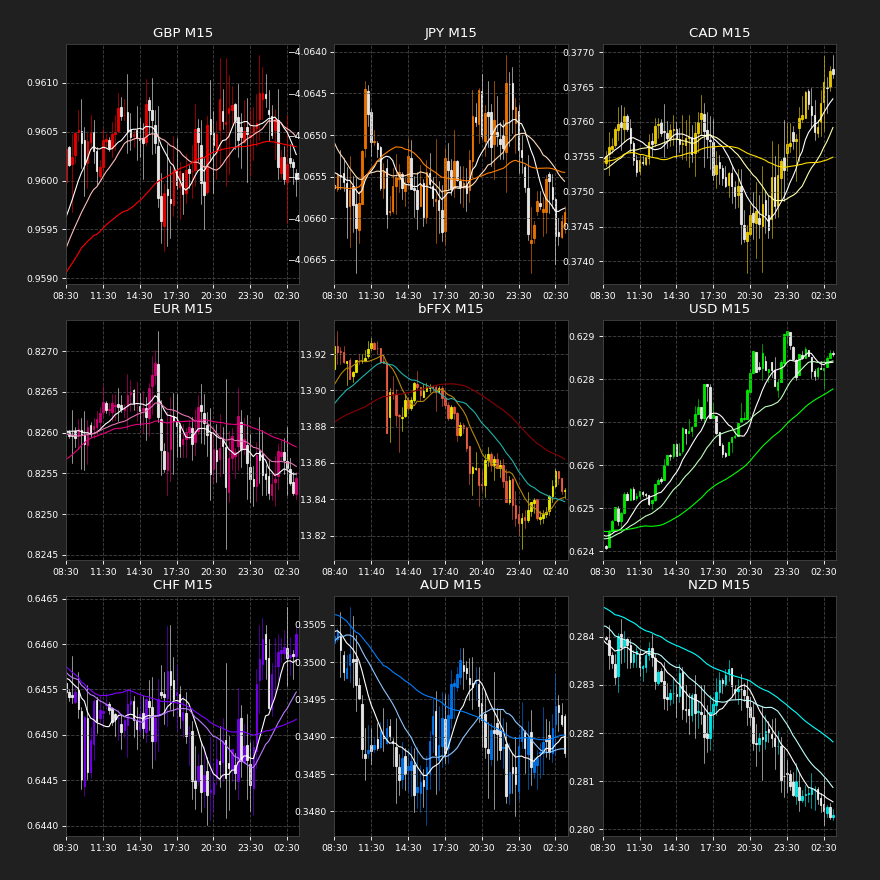 GBP M15
JPY M15
CAD M15
0.9610
0.9605
0.9600
0.9595
0.9590
−4.0640
−4.0645
−4.0650
−4.0655
−4.0660
−4.0665
0.3770
0.3765
0.3760
0.3755
0.3750
0.3745
0.3740
08:30 11:30 14:30 17:30 20:30 23:30 02:30
08:30 11:30 14:30 17:30 20:30 23:30 02:30
08:30 11:30 14:30 17:30 20:30 23:30 02:30
EUR M15
bFFX M15
USD M15
0.8270
0.8265
0.8260
0.8255
0.8250
0.8245
13.92
13.90
13.88
13.86
13.84
13.82
0.629
0.628
0.627
0.626
0.625
0.624
08:30 11:30 14:30 17:30 20:30 23:30 02:30
08:40 11:40 14:40 17:40 20:40 23:40 02:40
08:30 11:30 14:30 17:30 20:30 23:30 02:30
CHF M15
AUD M15
NZD M15
0.6465
0.6460
0.6455
0.6450
0.6445
0.6440
0.3505
0.3500
0.3495
0.3490
0.3485
0.3480
0.284
0.283
0.282
0.281
0.280
08:30 11:30 14:30 17:30 20:30 23:30 02:30
08:30 11:30 14:30 17:30 20:30 23:30 02:30
08:30 11:30 14:30 17:30 20:30 23:30 02:30